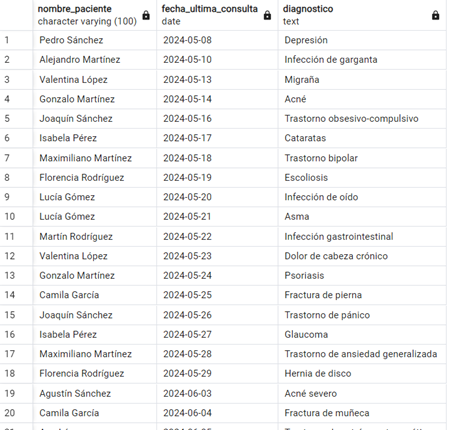 nombre_paciente fecha_ultima_consulta diagnostico
character varying (100) date text
1 Pedro Sánchez 2024-05-08 Depresión
2 Alejandro Martínez 2024-05-10 Infección de garganta
3 Valentina López 2024-05-13 Migraña
4 Gonzalo Martínez 2024-05-14 Acné
5 Joaquín Sánchez 2024-05-16 Trastorno obsesivo-compulsivo
6 Isabela Pérez 2024-05-17 Cataratas
7 Maximiliano Martínez 2024-05-18 Trastorno bipolar
8 Florencia Rodríguez 2024-05-19 Escoliosis
9 Lucía Gómez 2024-05-20 Infección de oído
10 Lucía Gómez 2024-05-21 Asma
11 Martín Rodríguez 2024-05-22 Infección gastrointestinal
12 Valentina López 2024-05-23 Dolor de cabeza crónico
13 Gonzalo Martínez 2024-05-24 Psoriasis
14 Camila García 2024-05-25 Fractura de pierna
15 Joaquín Sánchez 2024-05-26 Trastorno de pánico
16 Isabela Pérez 2024-05-27 Glaucoma
17 Maximiliano Martínez 2024-05-28 Trastorno de ansiedad generalizada
18 Florencia Rodríguez 2024-05-29 Hernia de disco
19 Agustín Sánchez 2024-06-03 Acné severo
20 Camila García 2024-06-04 Fractura de muñeca